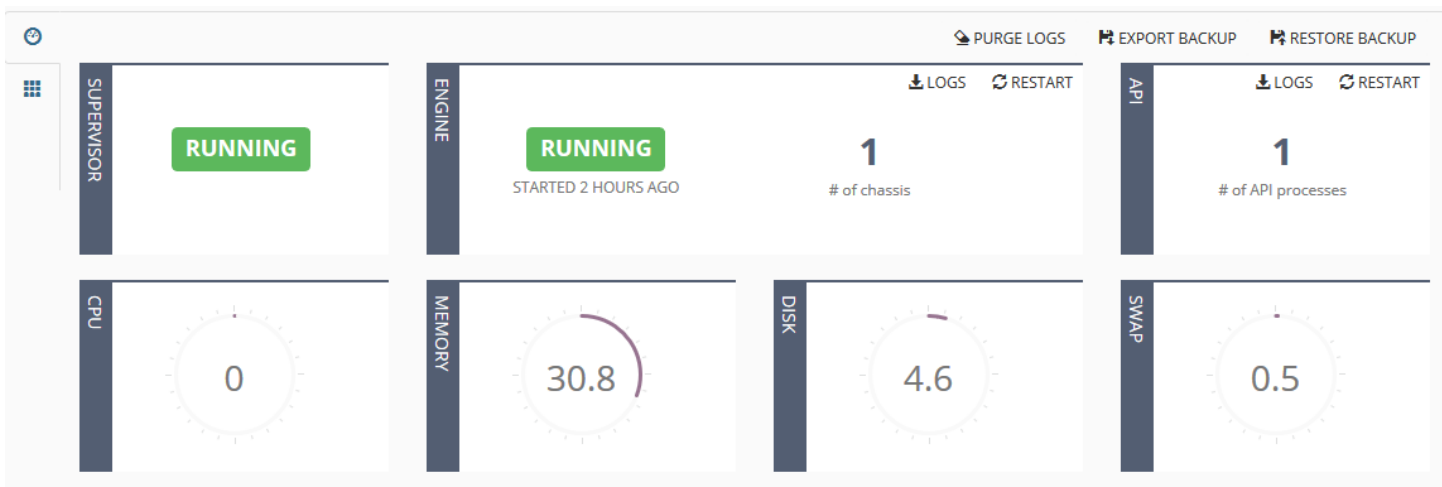 PURGE LOGS EXPORT BACKUP RESTORE BACKUP
SUPERVISOR
RUNNING
ENGINE
LOGS RESTART
RUNNING
STARTED 2 HOURS AGO
1
# of chassis
API
LOGS RESTART
1
# of API processes
CPU
0
MEMORY
30.8
DISK
4.6
SWAP
0.5